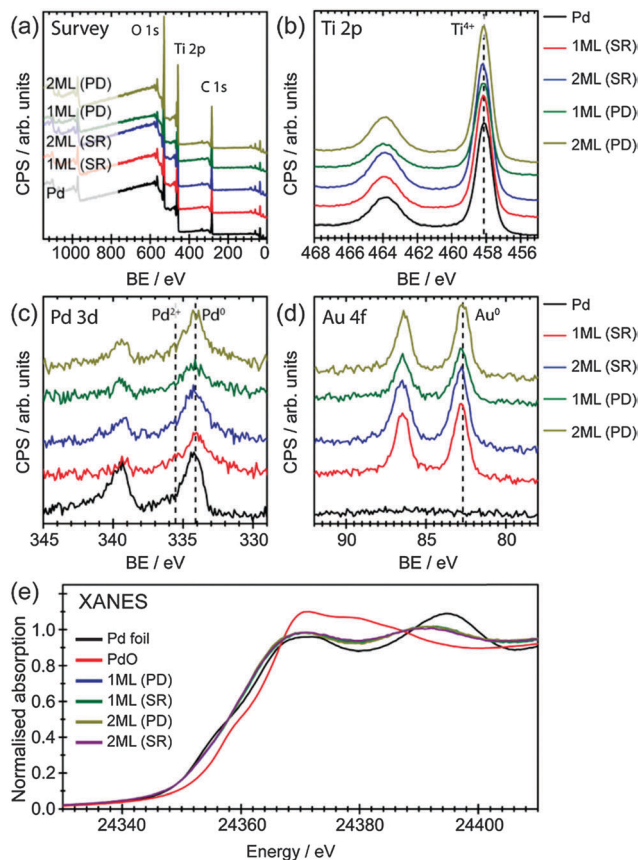 (a) Survey
O 1s
Ti 2p
C 1s
2ML (PD)
1ML (PD)
2ML (SR)
1ML (SR)
Pd
CPS / arb. units
1000 800 600 400 200 0
BE / eV
(b) Ti 2p
Ti4+
CPS / arb. units
468 466 464 462 460 458 456
BE / eV
Pd
1ML (SR)
2ML (SR)
1ML (PD)
2ML (PD)
(c) Pd 3d
Pd2+
Pd0
CPS / arb. units
345 342 339 336 333 330
BE / eV
(d) Au 4f
Au0
CPS / arb. units
90 85 80
BE / eV
Pd
1ML (SR)
2ML (SR)
1ML (PD)
2ML (PD)
(e) XANES
Pd foil
PdO
1ML (PD)
1ML (SR)
2ML (PD)
2ML (SR)
Normalised absorption
1.0
0.8
0.6
0.4
0.2
0.0
24340 24360 24380 24400
Energy / eV